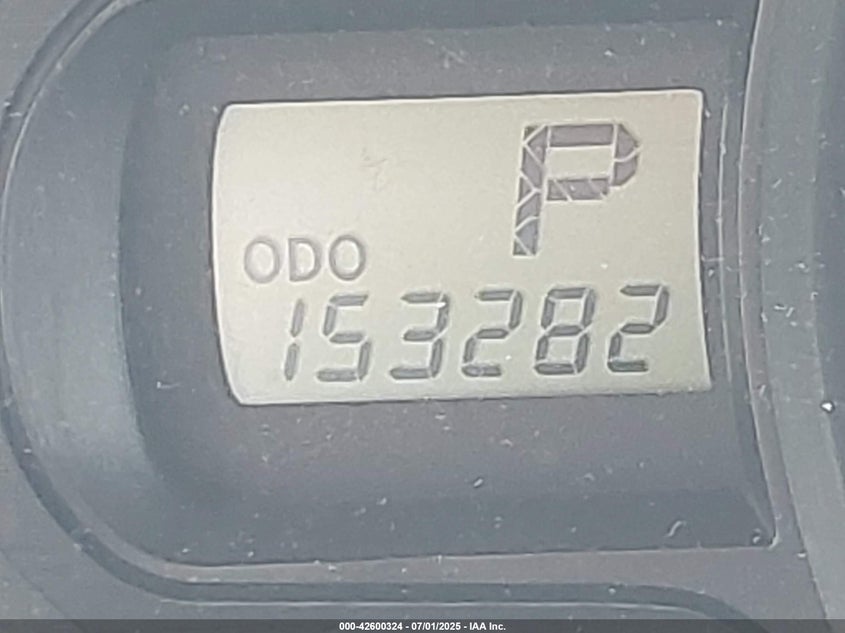 P
ODO
153282
000-42600324 - 07/01/2025 - IAA Inc.